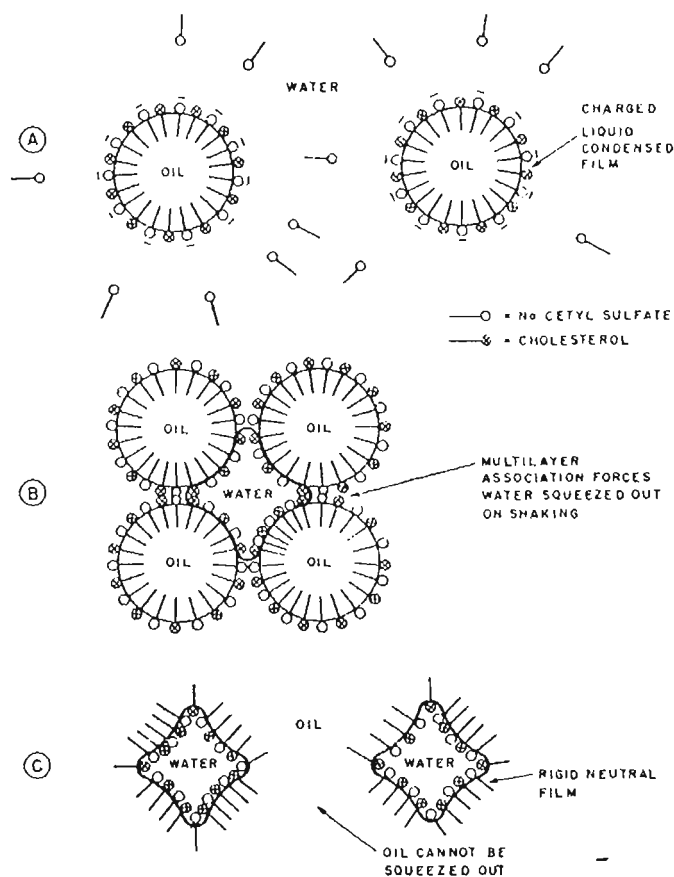 WATER
A
OIL
OIL
CHARGED
LIQUID
CONDENSED
FILM
= Na CETYL SULFATE
= CHOLESTEROL
OIL
OIL
B
WATER
MULTILAYER
ASSOCIATION FORCES
WATER SQUEEZED OUT
ON SHAKING
OIL
OIL
OIL
C
WATER
WATER
RIGID NEUTRAL
FILM
OIL CANNOT BE
SQUEEZED OUT